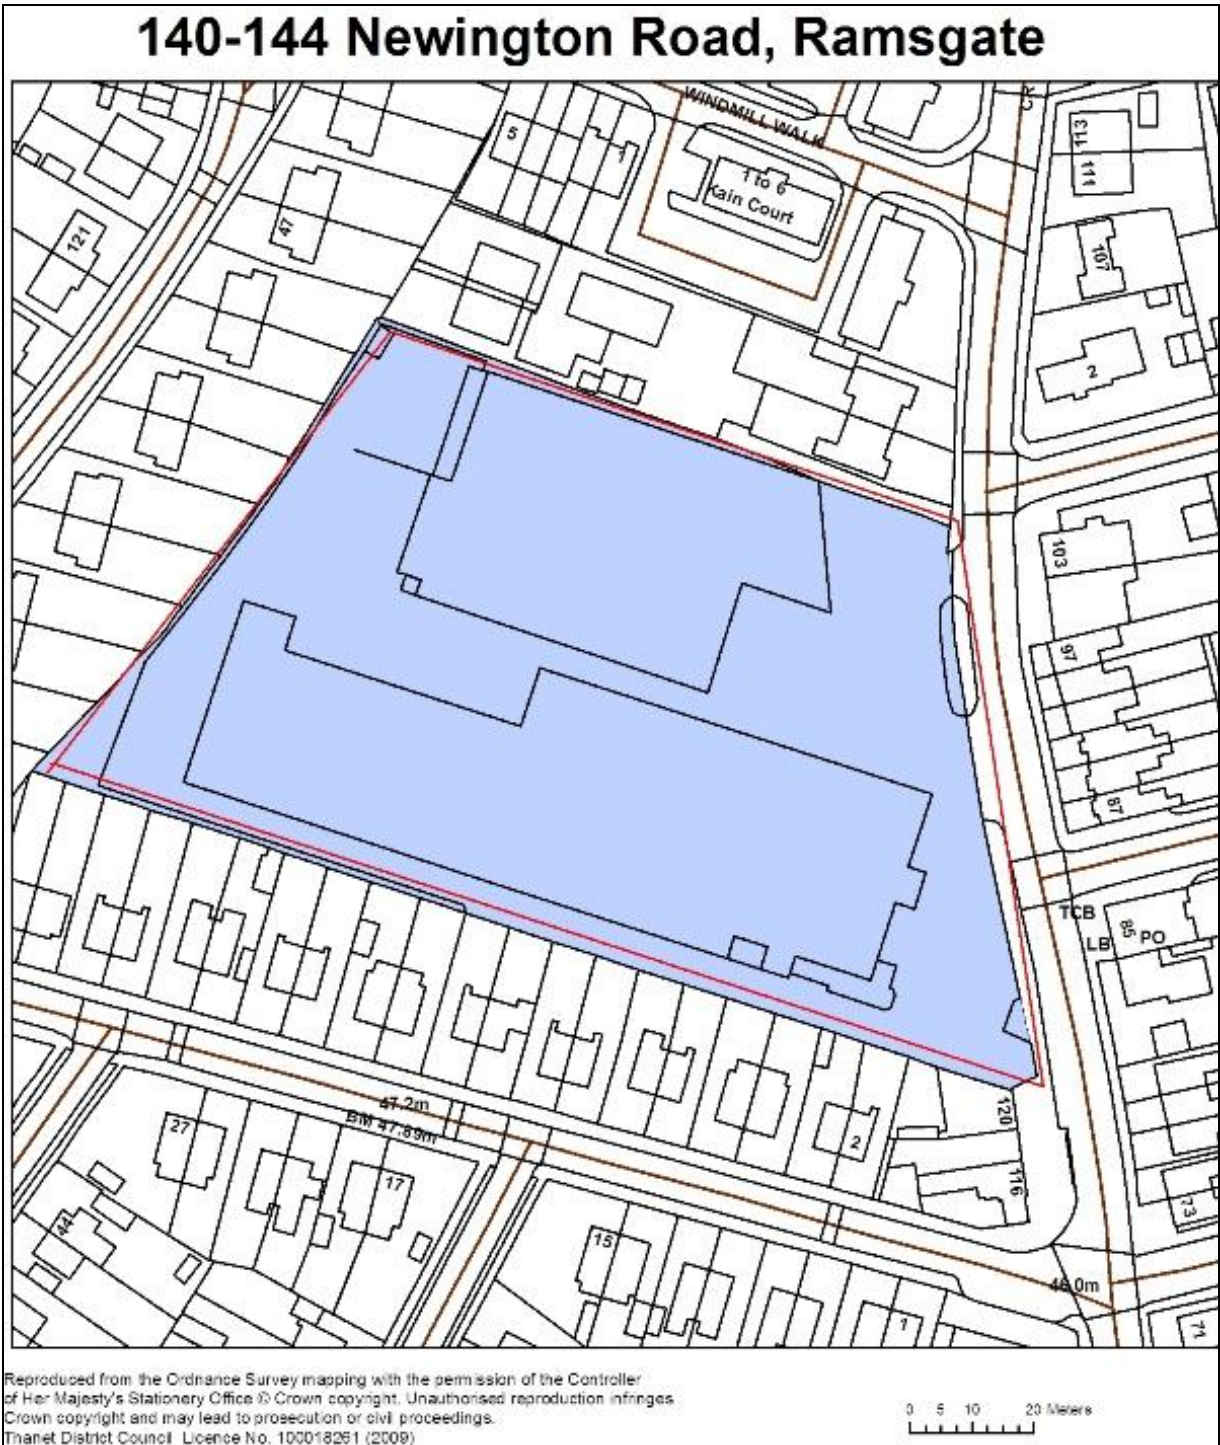 140-144 Newington Road, Ramsgate
WINDMILL WALK
5
1
1 to 6
Kain Court
113
111
121
47
107
2
103
97
87
TCB
85
PO
LB
120
116
2
47.2m
BM 47.89m
27
17
44
73
15
46.0m
1
71
Reproduced from the Ordnance Survey mapping with the permission of the Controller
of Her Majesty's Stationery Office © Crown copyright. Unauthorised reproduction infringes
Crown copyright and may lead to prosecution or civil proceedings.
Thanet District Council Licence No. 100018261 (2009)
0 5 10 20 Meters